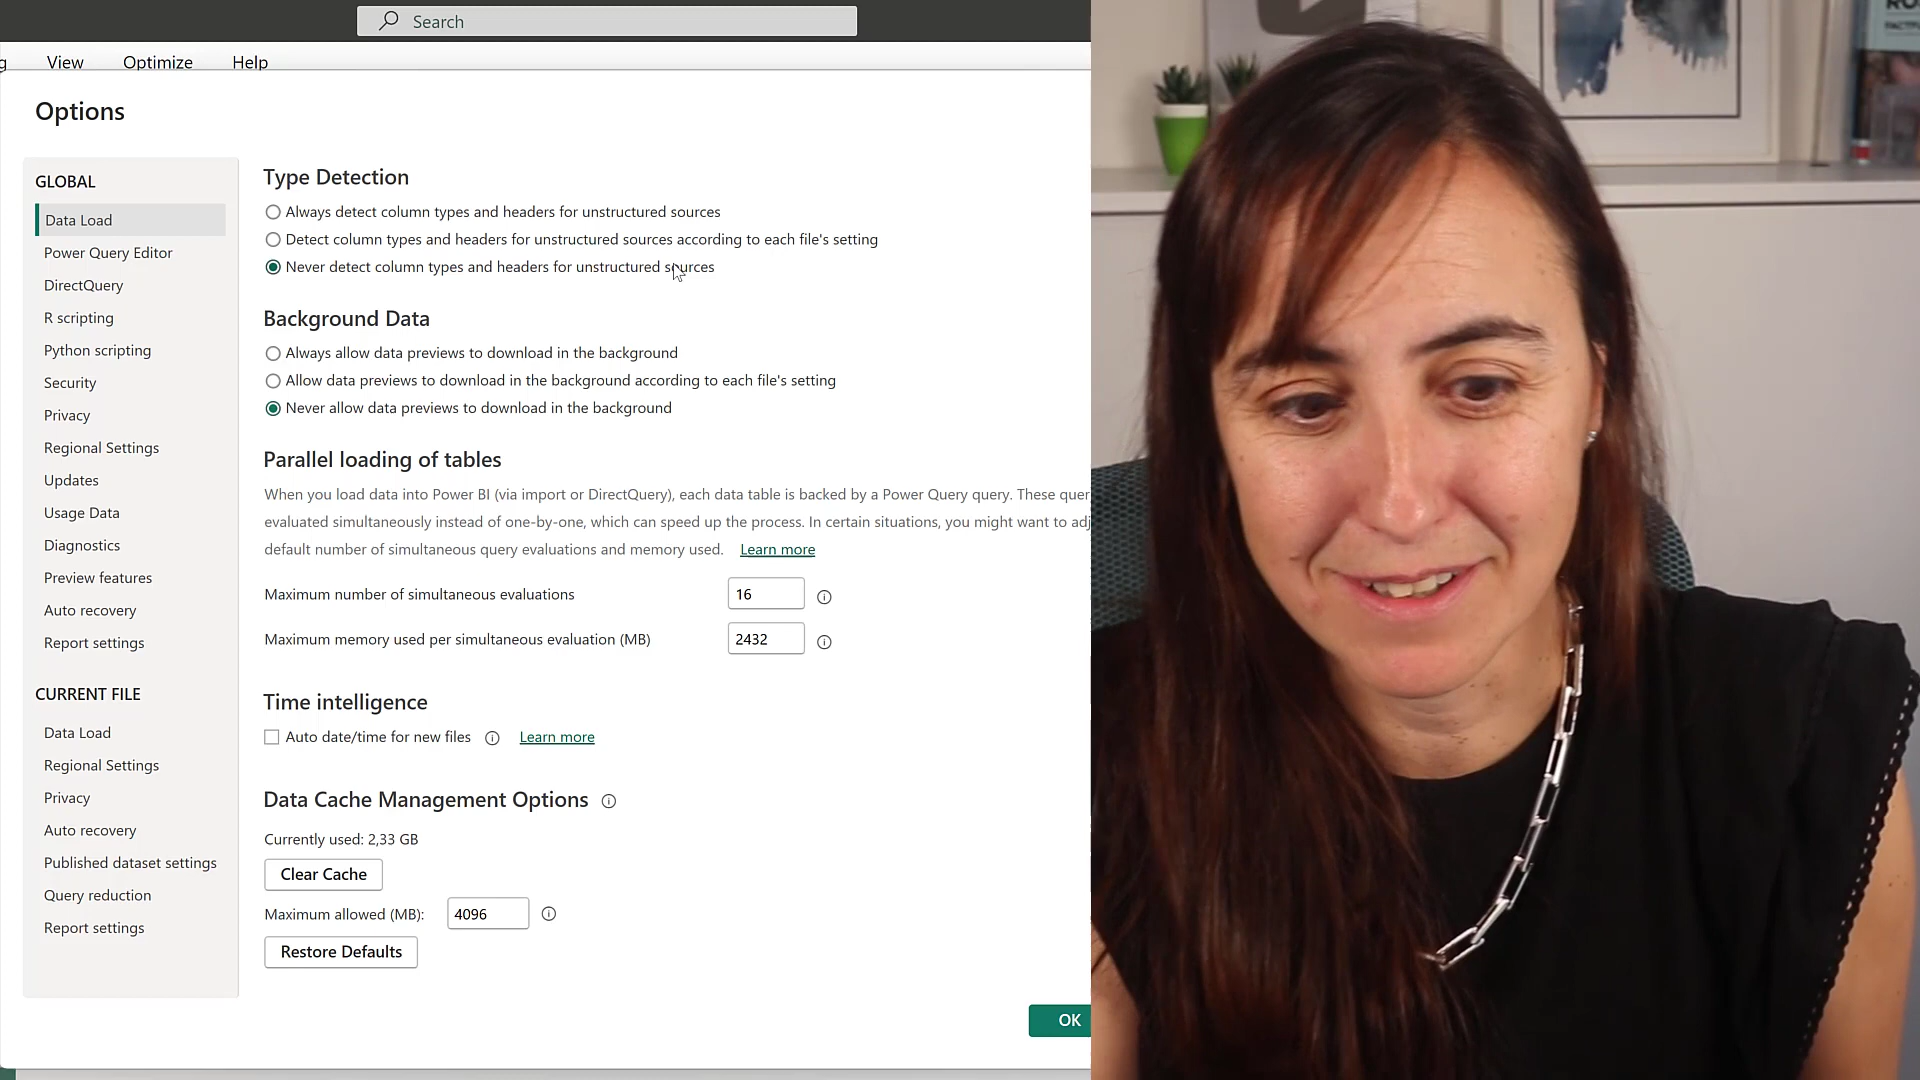 Search
View Optimize Help
Options
GLOBAL
Data Load
Power Query Editor
DirectQuery
R scripting
Python scripting
Security
Privacy
Regional Settings
Updates
Usage Data
Diagnostics
Preview features
Auto recovery
Report settings
CURRENT FILE
Data Load
Regional Settings
Privacy
Auto recovery
Published dataset settings
Query reduction
Report settings
Type Detection
Always detect column types and headers for unstructured sources
Detect column types and headers for unstructured sources according to each file's setting
Never detect column types and headers for unstructured sources
Background Data
Always allow data previews to download in the background
Allow data previews to download in the background according to each file's setting
Never allow data previews to download in the background
Parallel loading of tables
When you load data into Power BI (via import or DirectQuery), each data table is backed by a Power Query query. These
evaluated simultaneously instead of one-by-one, which can speed up the process. In certain situations, you might want to
default number of simultaneous query evaluations and memory used. Learn more
Maximum number of simultaneous evaluations 16
Maximum memory used per simultaneous evaluation (MB) 2432
Time intelligence
Auto date/time for new files Learn more
Data Cache Management Options
Currently used: 2,33 GB
Clear Cache
Maximum allowed (MB): 4096
Restore Defaults
OK